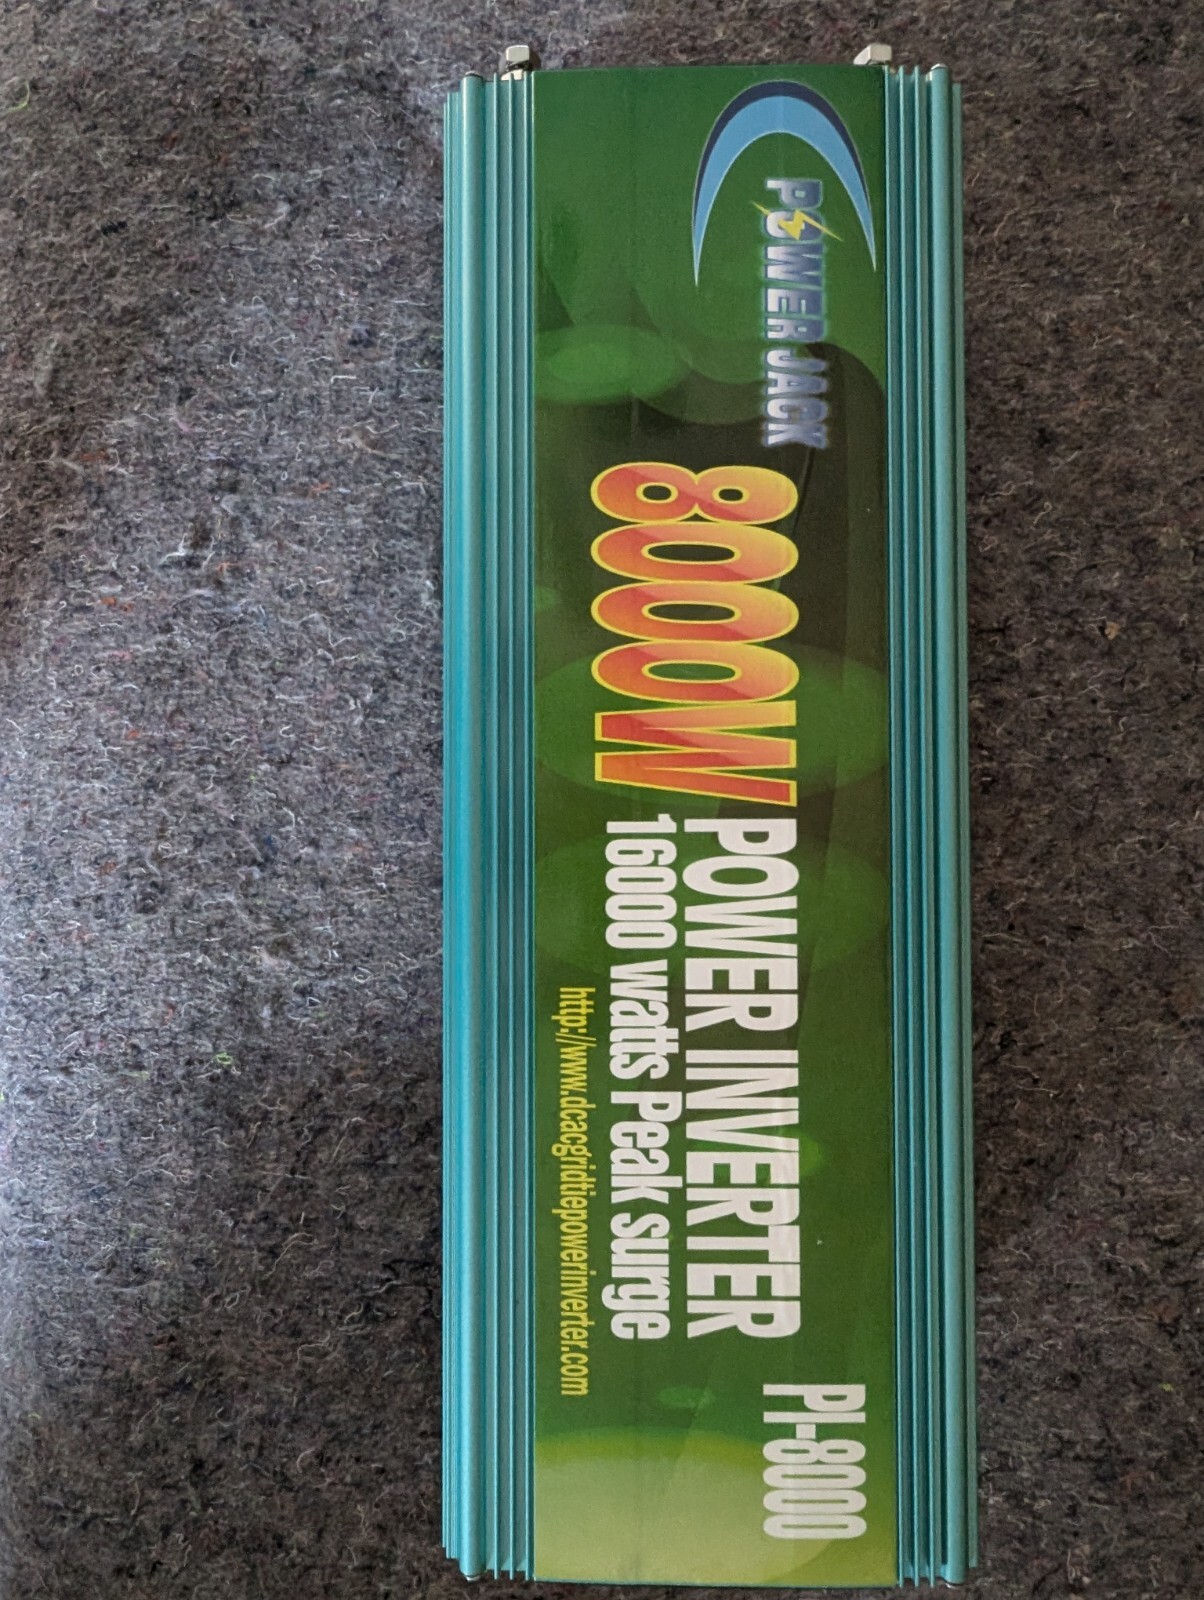 POWER JACK
8000W POWER INVERTER
16000 watts Peak surge
http://www.dcacgridtiepowerinverter.com
PI-8000